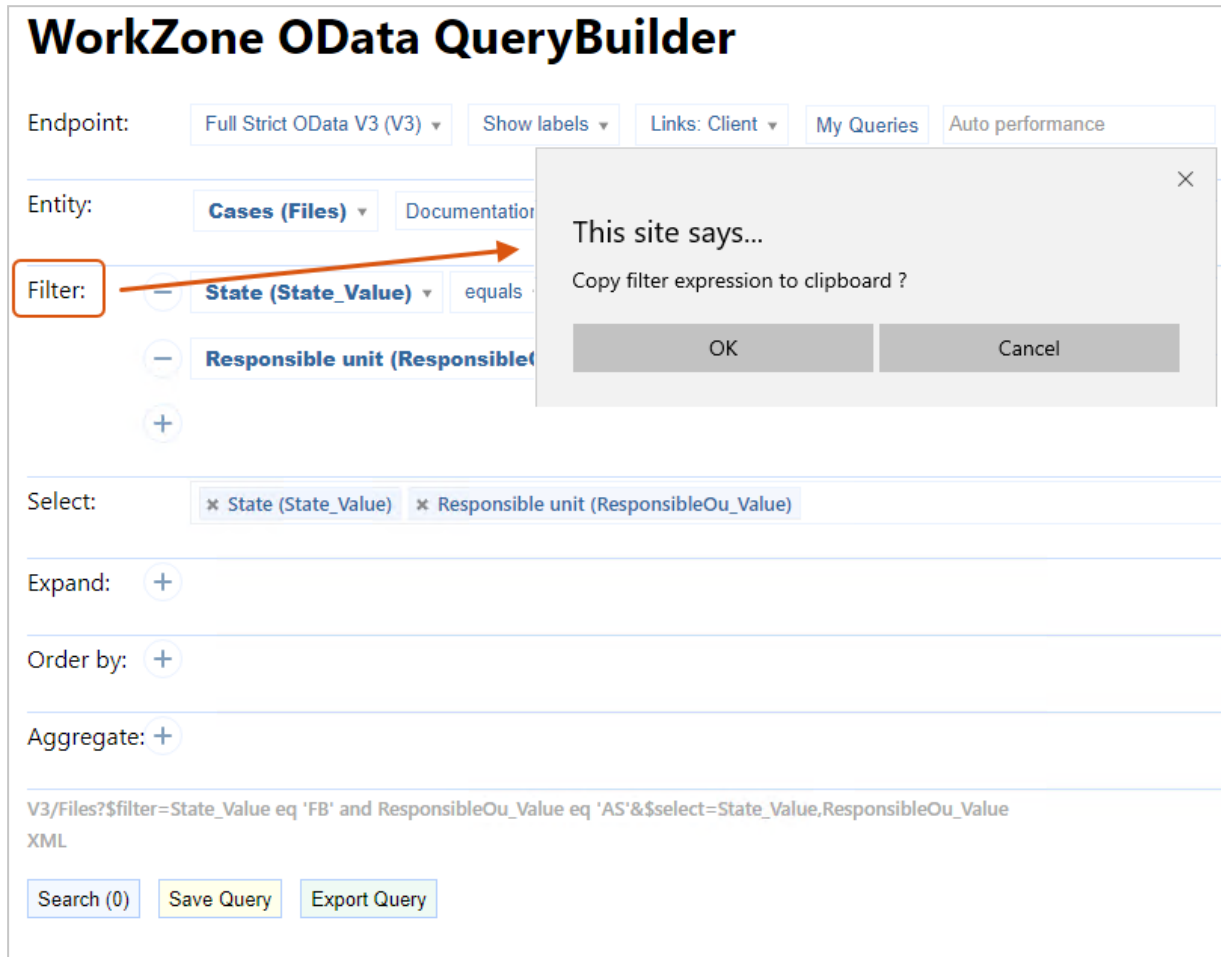 WorkZone OData QueryBuilder
Endpoint: Full Strict OData V3 (V3) Show labels Links: Client My Queries Auto performance
Entity: Cases (Files) Documentation
This site says...
Copy filter expression to clipboard ?
OK Cancel
Filter: State (State_Value) equals
Responsible unit (Responsible
Select: State (State_Value) Responsible unit (ResponsibleOu_Value)
Expand:
Order by:
Aggregate:
V3/Files?$filter=State_Value eq 'FB' and ResponsibleOu_Value eq 'AS'&$select=State_Value,ResponsibleOu_Value
XML
Search (0) Save Query Export Query